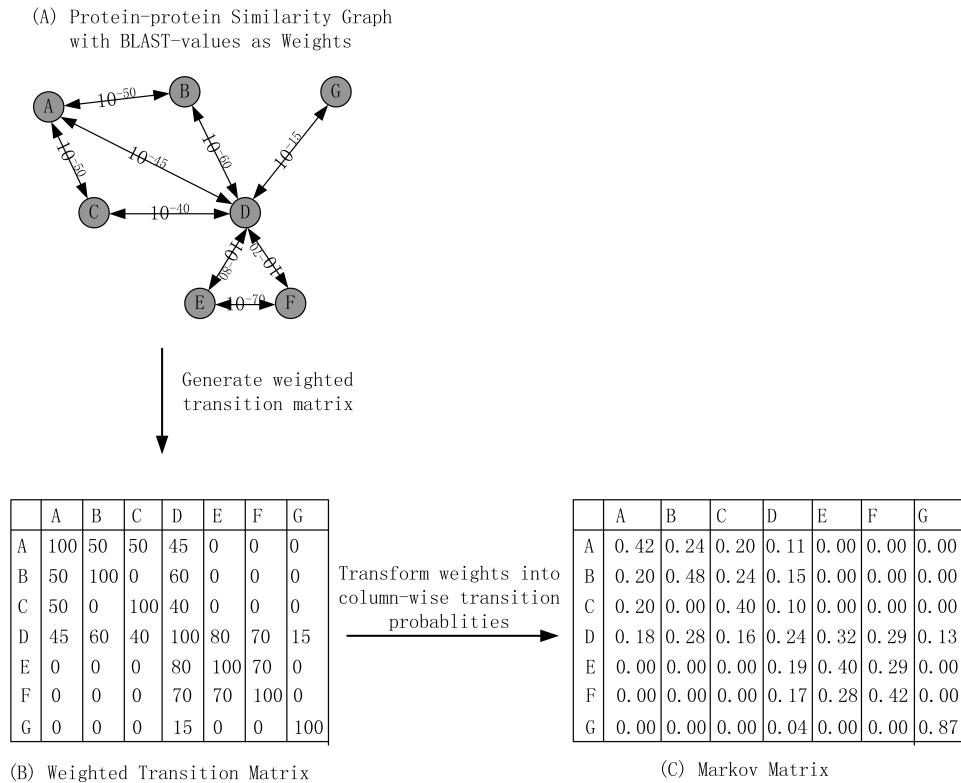 (A) Protein-protein Similarity Graph
with BLAST-values as Weights
A 10⁻⁵⁰ B G
10⁻⁵⁰ 10⁻⁴⁵ 10⁻⁶⁰ 10⁻¹⁵
C 10⁻⁴⁰ D
10⁻⁸⁰ 10⁻⁷⁰
E 10⁻⁷⁰ F
Generate weighted
transition matrix
A B C D E F G
A 100 50 50 45 0 0 0
B 50 100 0 60 0 0 0
C 50 0 100 40 0 0 0
D 45 60 40 100 80 70 15
E 0 0 0 80 100 70 0
F 0 0 0 70 70 100 0
G 0 0 0 15 0 0 100
(B) Weighted Transition Matrix
Transform weights into
column-wise transition
probablities
A B C D E F G
A 0.42 0.24 0.20 0.11 0.00 0.00 0.00
B 0.20 0.48 0.24 0.15 0.00 0.00 0.00
C 0.20 0.00 0.40 0.10 0.00 0.00 0.00
D 0.18 0.28 0.16 0.24 0.32 0.29 0.13
E 0.00 0.00 0.00 0.19 0.40 0.29 0.00
F 0.00 0.00 0.00 0.17 0.28 0.42 0.00
G 0.00 0.00 0.00 0.04 0.00 0.00 0.87
(C) Markov Matrix